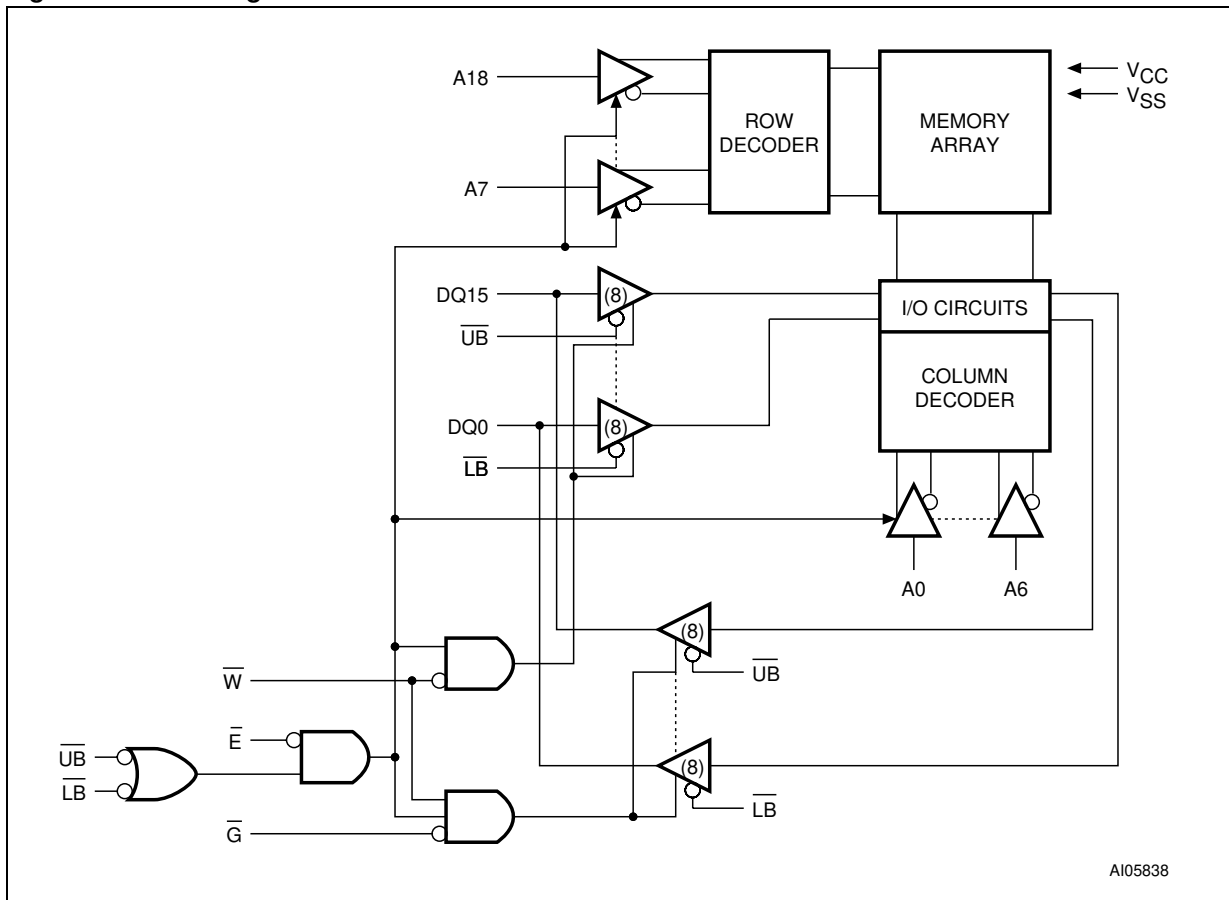 A18
ROW
DECODER
MEMORY
ARRAY
VCC
VSS
A7
DQ15
(8)
UB
I/O CIRCUITS
COLUMN
DECODER
DQ0
(8)
LB
A0
A6
(8)
UB
W
E
UB
LB
(8)
LB
G
AI05838